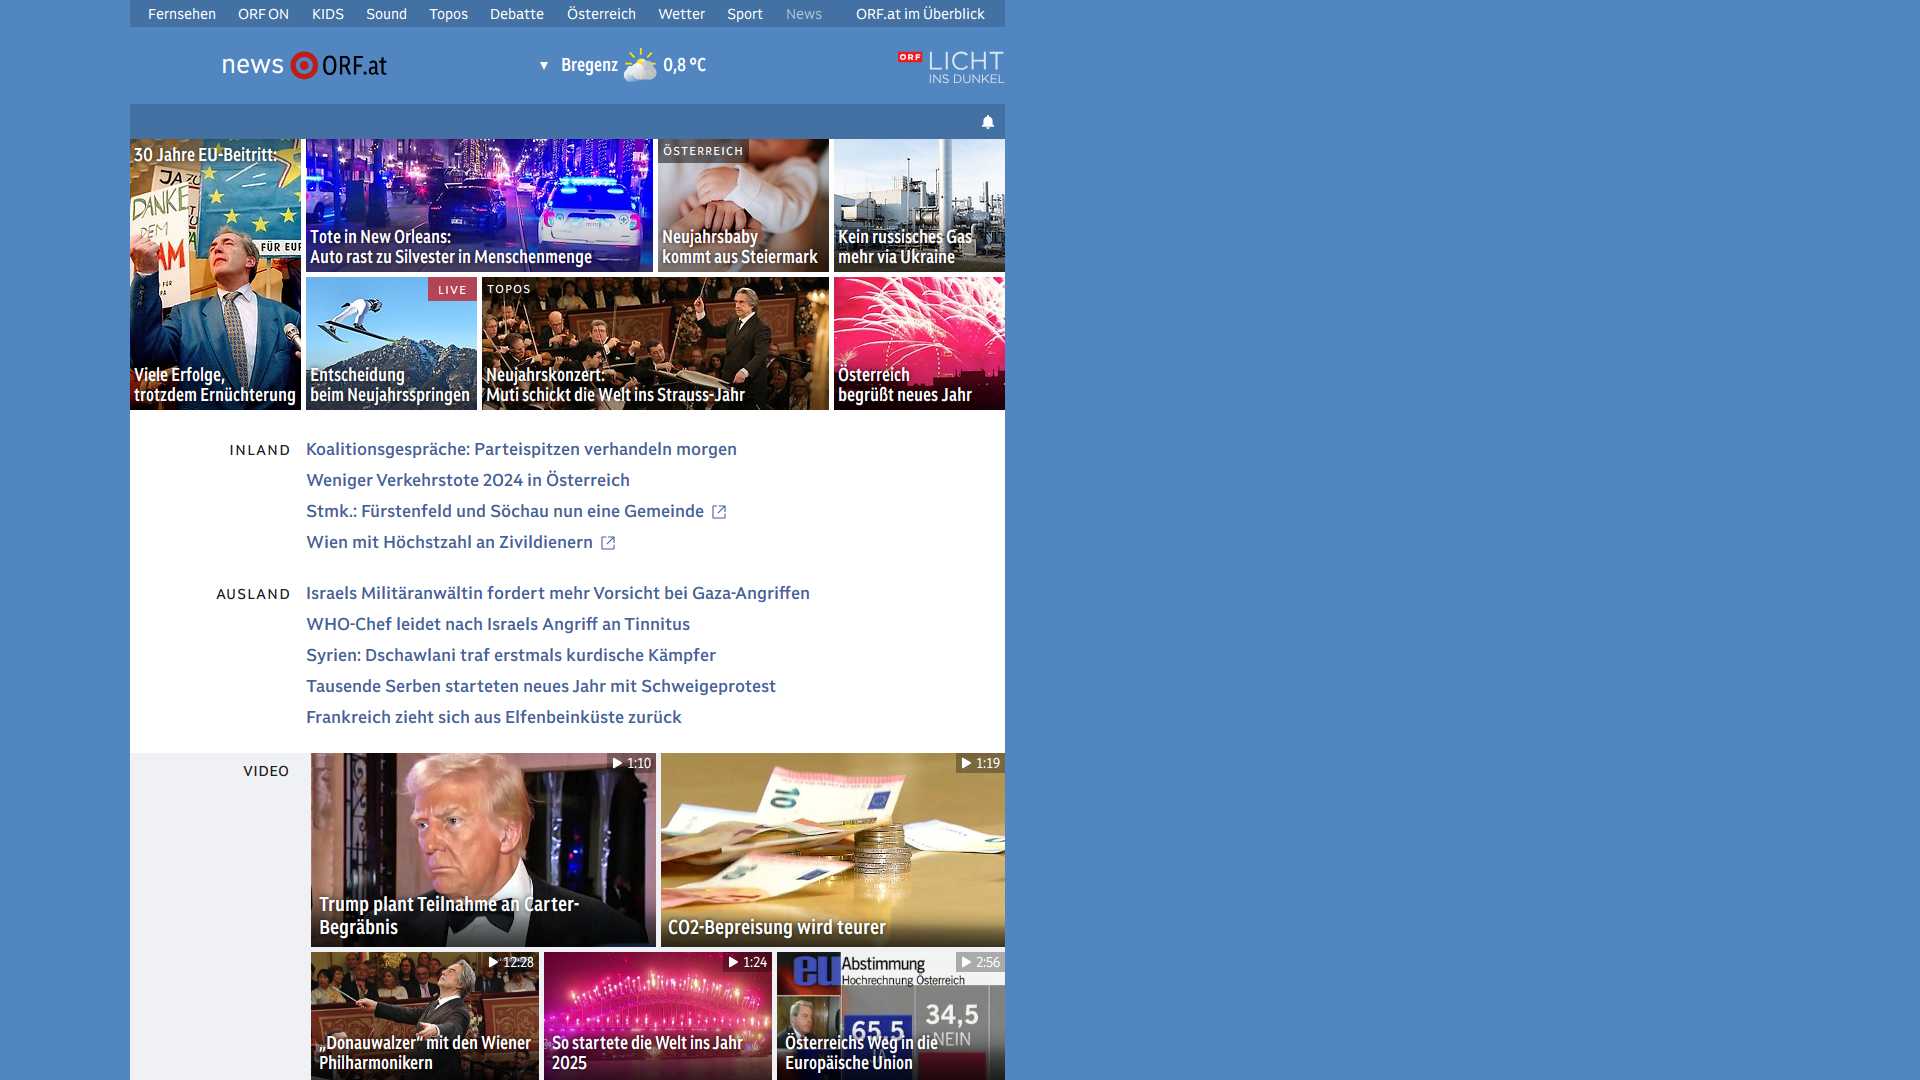 Fernsehen ORF ON KIDS Sound Topos Debatte Österreich Wetter Sport News ORF.at im Überblick
news ORF.at
▼ Bregenz 0,8 °C
ORF LICHT
INS DUNKEL
30 Jahre EU-Beitritt:
JA ZU
DANKE
DEM
FÜR EUR
Viele Erfolge,
trotzdem Ernüchterung
Tote in New Orleans:
Auto rast zu Silvester in Menschenmenge
ÖSTERREICH
Neujahrsbaby
kommt aus Steiermark
Kein russisches Gas
mehr via Ukraine
LIVE
Entscheidung
beim Neujahrsspringen
TOPOS
Neujahrskonzert:
Muti schickt die Welt ins Strauss-Jahr
Österreich
begrüßt neues Jahr
INLAND
Koalitionsgespräche: Parteispitzen verhandeln morgen
Weniger Verkehrstote 2024 in Österreich
Stmk.: Fürstenfeld und Söchau nun eine Gemeinde
Wien mit Höchstzahl an Zivildienern
AUSLAND
Israels Militäranwältin fordert mehr Vorsicht bei Gaza-Angriffen
WHO-Chef leidet nach Israels Angriff an Tinnitus
Syrien: Dschawlani traf erstmals kurdische Kämpfer
Tausende Serben starteten neues Jahr mit Schweigeprotest
Frankreich zieht sich aus Elfenbeinküste zurück
VIDEO
1:10
Trump plant Teilnahme an Carter-
Begräbnis
1:19
10
CO2-Bepreisung wird teurer
12:28
„Donauwalzer“ mit den Wiener
Philharmonikern
1:24
So startete die Welt ins Jahr
2025
2:56
eu Abstimmung
Hochrechnung Österreich
65,5
34,5
NEIN
Österreichs Weg in die
Europäische Union